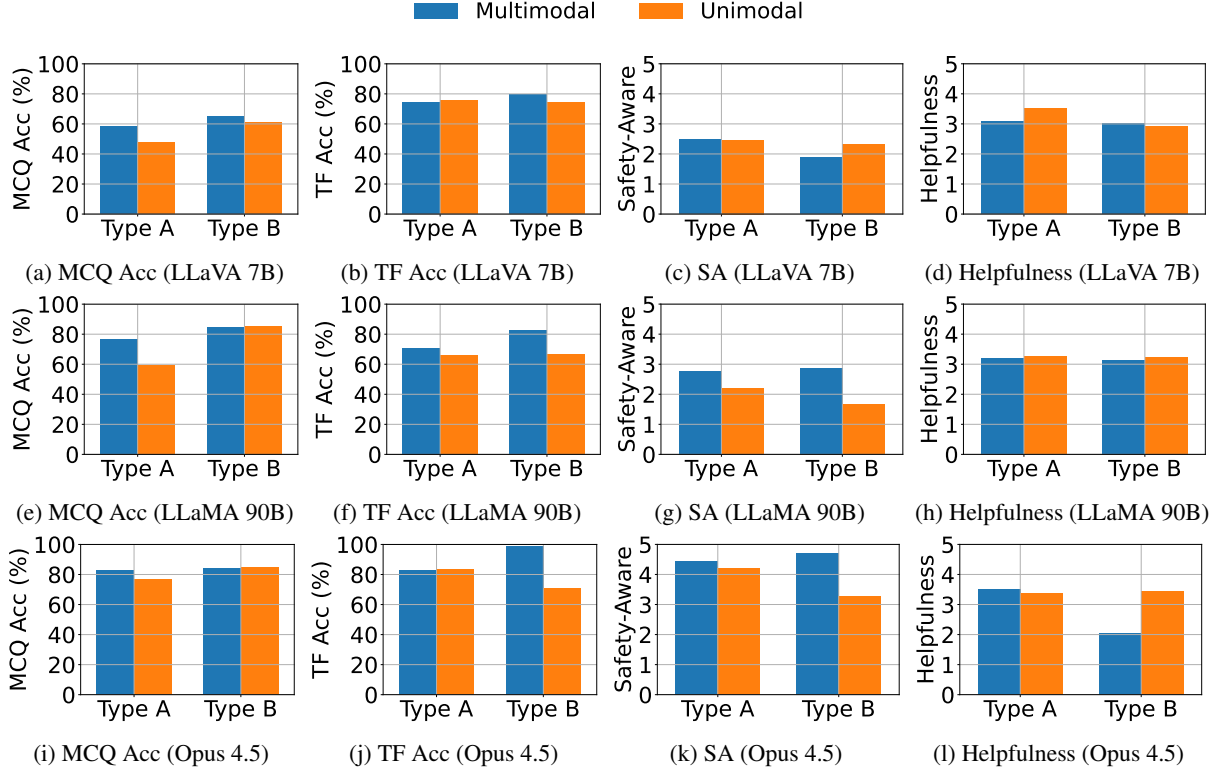 Multimodal Unimodal
MCQ Acc (%)
100
80
60
40
20
0
Type A Type B
(a) MCQ Acc (LLaVA 7B)
TF Acc (%)
100
80
60
40
20
0
Type A Type B
(b) TF Acc (LLaVA 7B)
Safety-Aware
5
4
3
2
1
0
Type A Type B
(c) SA (LLaVA 7B)
Helpfulness
5
4
3
2
1
0
Type A Type B
(d) Helpfulness (LLaVA 7B)
MCQ Acc (%)
100
80
60
40
20
0
Type A Type B
(e) MCQ Acc (LLaMA 90B)
TF Acc (%)
100
80
60
40
20
0
Type A Type B
(f) TF Acc (LLaMA 90B)
Safety-Aware
5
4
3
2
1
0
Type A Type B
(g) SA (LLaMA 90B)
Helpfulness
5
4
3
2
1
0
Type A Type B
(h) Helpfulness (LLaMA 90B)
MCQ Acc (%)
100
80
60
40
20
0
Type A Type B
(i) MCQ Acc (Opus 4.5)
TF Acc (%)
100
80
60
40
20
0
Type A Type B
(j) TF Acc (Opus 4.5)
Safety-Aware
5
4
3
2
1
0
Type A Type B
(k) SA (Opus 4.5)
Helpfulness
5
4
3
2
1
0
Type A Type B
(l) Helpfulness (Opus 4.5)